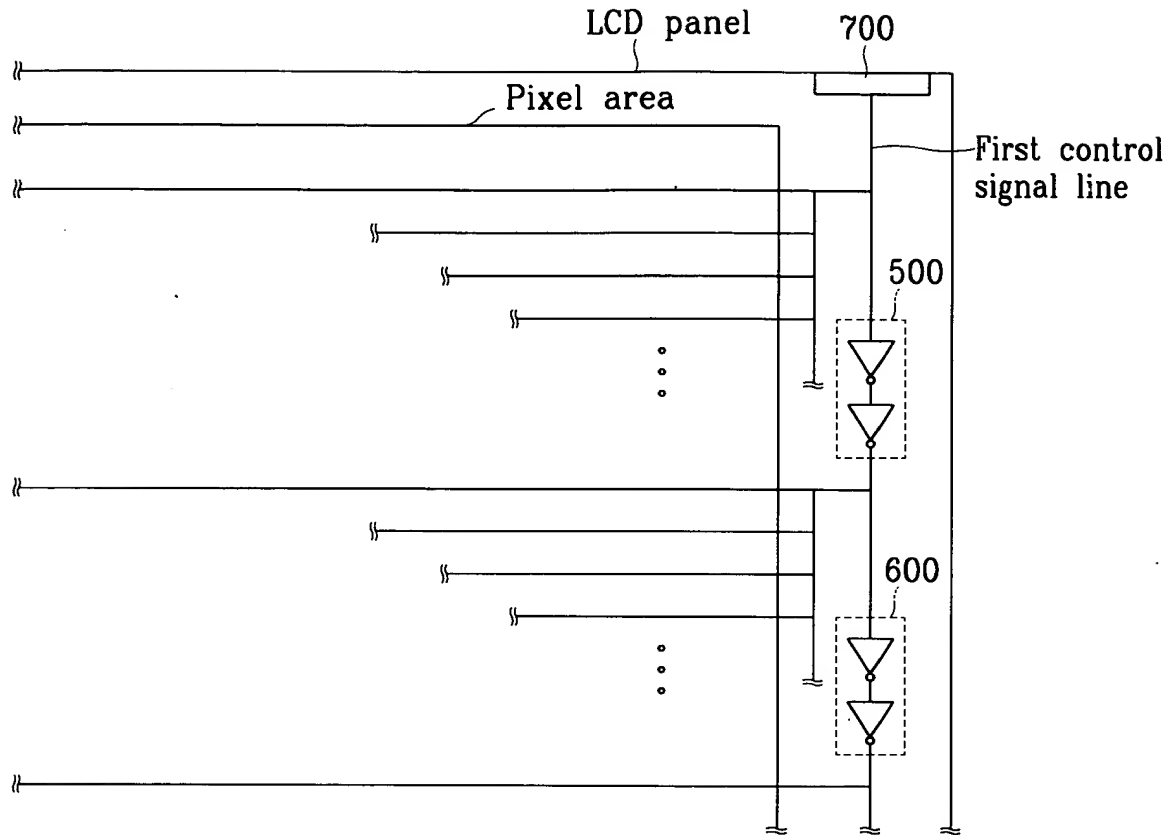 LCD panel
700
Pixel area
First control
signal line
500
600